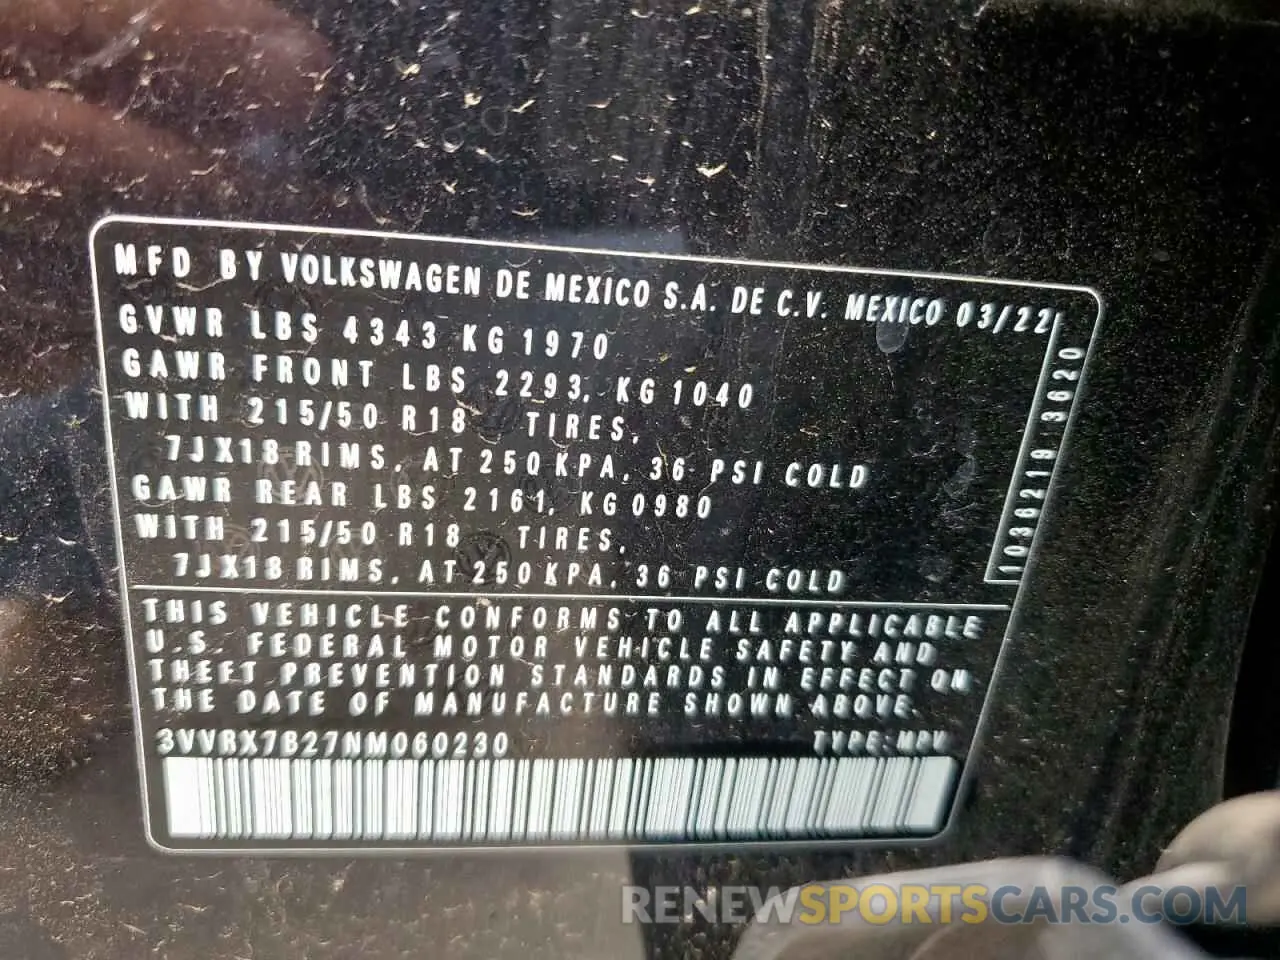 MFD BY VOLKSWAGEN DE MEXICO S.A. DE C.V. MEXICO 03/22
GVWR LBS 4343 KG 1970
GAWR FRONT LBS 2293, KG 1040
WITH 215/50 R18 TIRES,
7JX18 RIMS, AT 250 KPA, 36 PSI COLD
GAWR REAR LBS 2161, KG 0980
WITH 215/50 R18 TIRES,
7JX18 RIMS, AT 250 KPA, 36 PSI COLD
1036219 3620
THIS VEHICLE CONFORMS TO ALL APPLICABLE
U.S. FEDERAL MOTOR VEHICLE SAFETY AND
THEFT PREVENTION STANDARDS IN EFFECT ON
THE DATE OF MANUFACTURE SHOWN ABOVE.
3VVRX7B27NM060230 TYPE: MPV
RENEWSPORTSCARS.COM